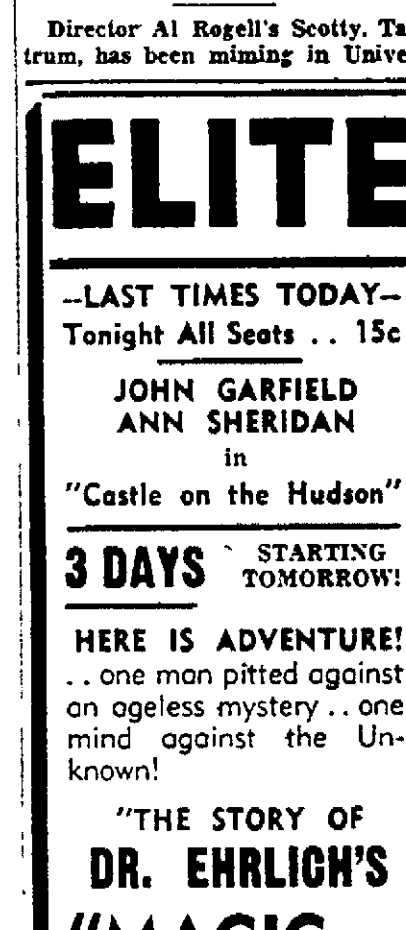 Director Al Rogell's Scotty. Ta
trum, has been miming in Unive
ELITE
--LAST TIMES TODAY--
Tonight All Seats . . 15c
JOHN GARFIELD
ANN SHERIDAN
in
"Castle on the Hudson"
3 DAYS STARTING
TOMORROW!
HERE IS ADVENTURE!
. . one man pitted against
an ageless mystery . . one
mind against the Un-
known!
"THE STORY OF
DR. EHRLICH'S
"MAGIC